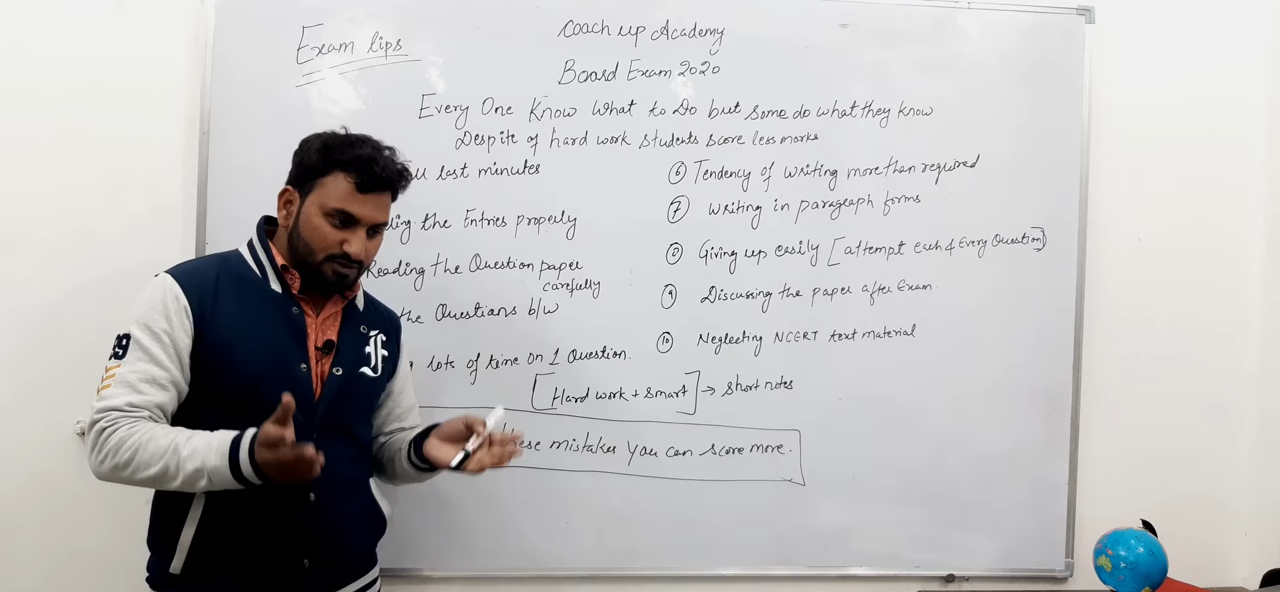 Exam tips
Coach up Academy
Board Exam 2020
Every One Know What to Do but some do what they know
Despite of hard work students score less marks
last minutes
the Entries properly
Reading the Question paper
carefully
the Questions b/w
lots of time on 1 Question.
⑥ Tendency of writing more than required
⑦ Writing in paragraph forms
⑧ Giving up easily [attempt each & Every Question]
⑨ Discussing the paper after Exam.
⑩ Neglecting NCERT text material
[Hard work + Smart] → Short notes
these mistakes you can score more.
89
F